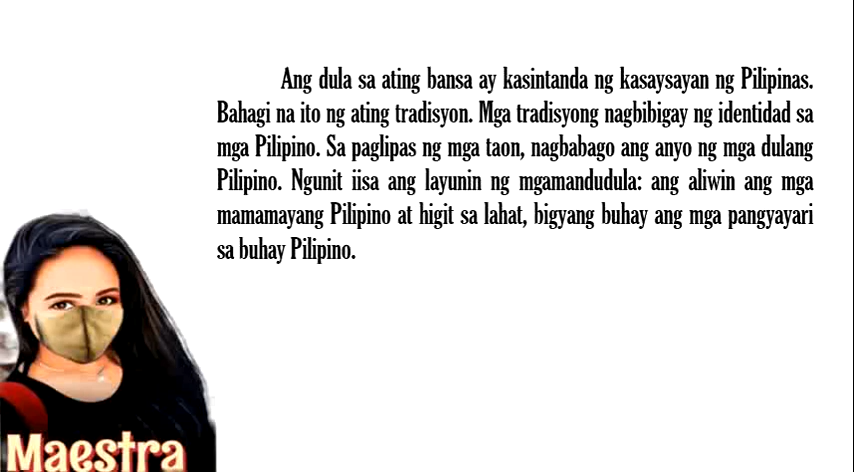 Ang dula sa ating bansa ay kasintanda ng kasaysayan ng Pilipinas.
Bahagi na ito ng ating tradisyon. Mga tradisyong nagbibigay ng identidad sa
mga Pilipino. Sa paglipas ng mga taon, nagbabago ang anyo ng mga dulang
Pilipino. Ngunit iisa ang layunin ng mgamandudula: ang aliwin ang mga
mamamayang Pilipino at higit sa lahat, bigyang buhay ang mga pangyayari
sa buhay Pilipino.
Maestra